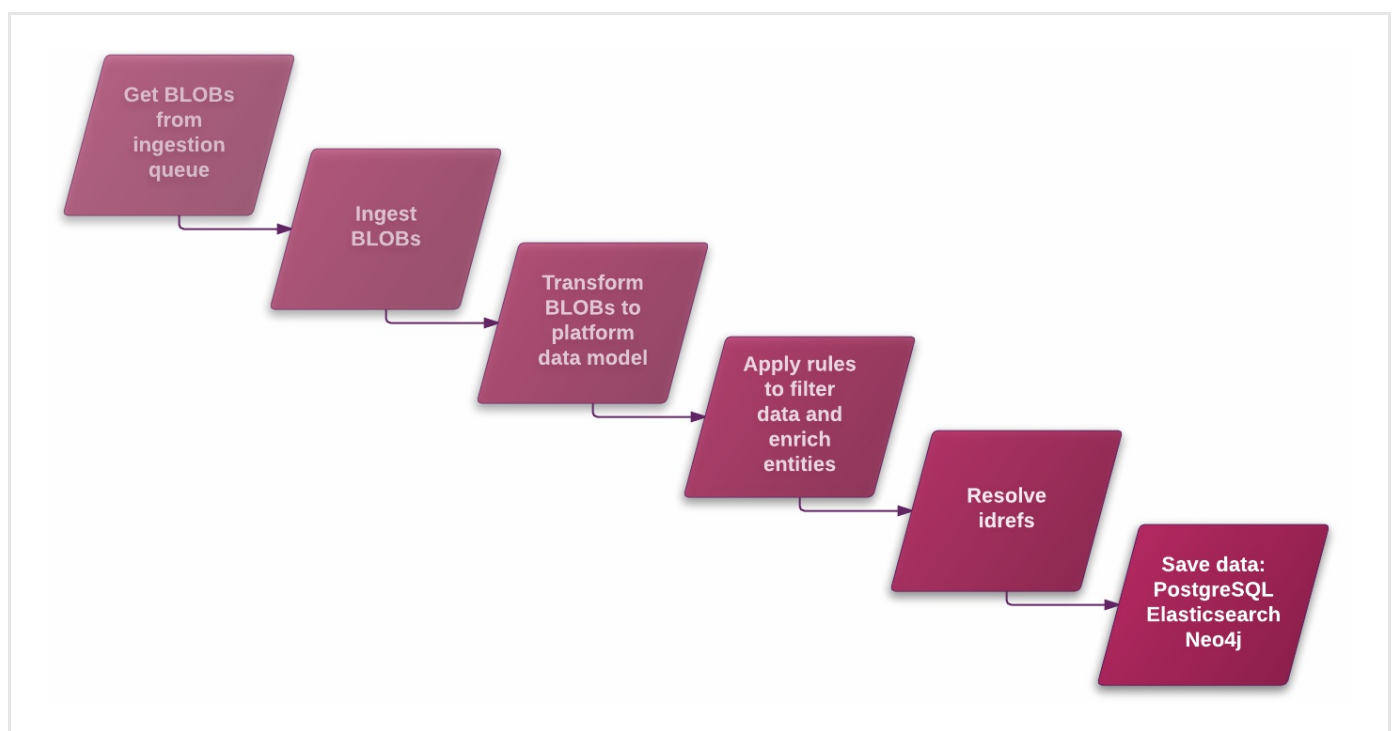 Get BLOBs
from
ingestion
queue
Ingest
BLOBs
Transform
BLOBs to
platform
data model
Apply rules
to filter
data and
enrich
entities
Resolve
idrefs
Save data:
PostgreSQL
Elasticsearch
Neo4j